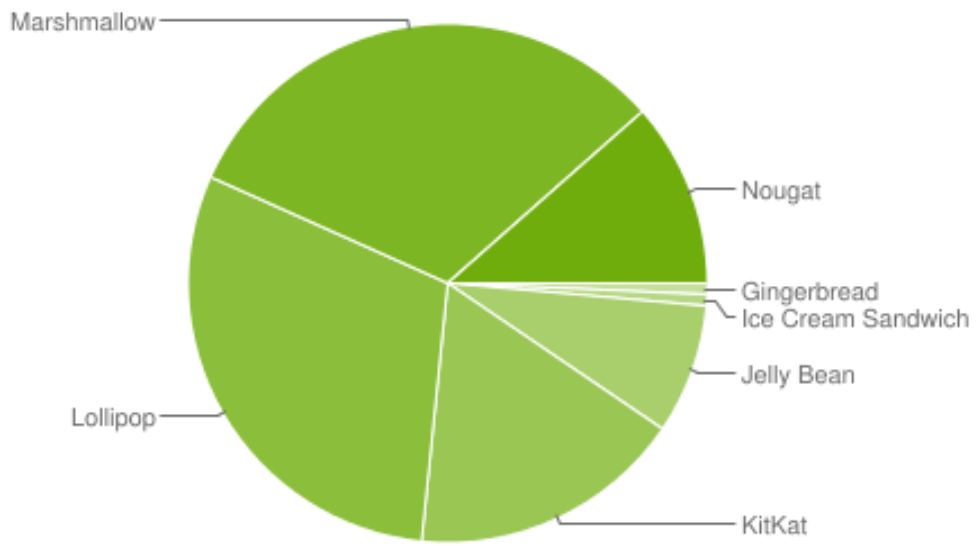 Marshmallow
Nougat
Gingerbread
Ice Cream Sandwich
Jelly Bean
Lollipop
KitKat